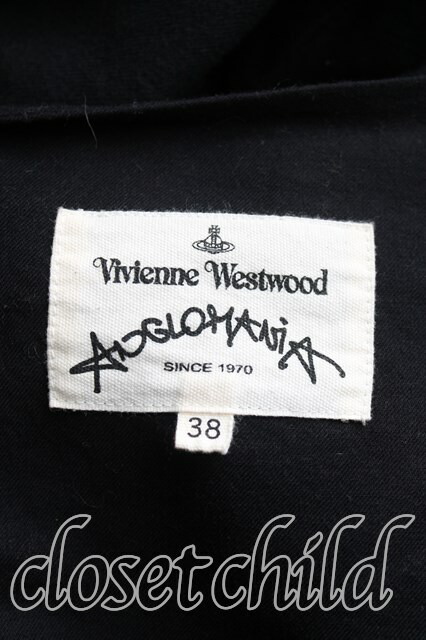 Vivienne Westwood
ANGLOMANIA
SINCE 1970
38
closetchild